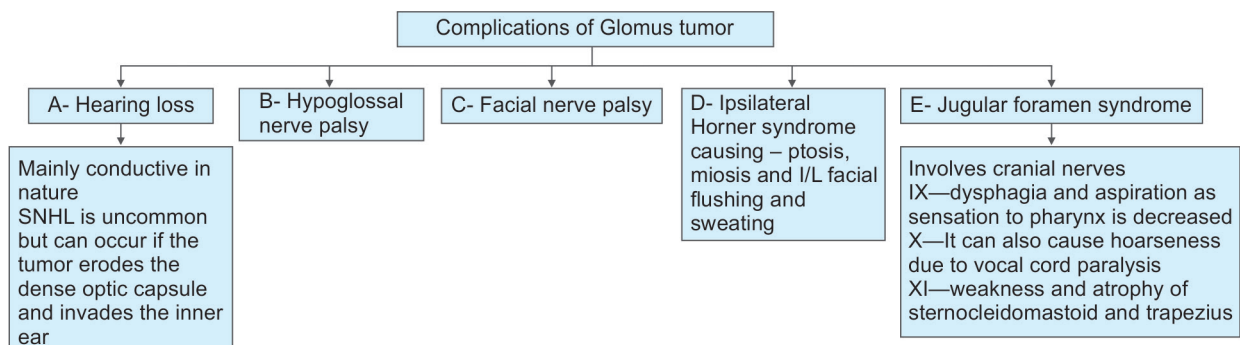 Complications of Glomus tumor
A- Hearing loss
Mainly conductive in
nature
SNHL is uncommon
but can occur if the
tumor erodes the
dense optic capsule
and invades the inner
ear
B- Hypoglossal
nerve palsy
C- Facial nerve palsy
D- Ipsilateral
Horner syndrome
causing – ptosis,
miosis and I/L facial
flushing and
sweating
E- Jugular foramen syndrome
Involves cranial nerves
IX—dysphagia and aspiration as
sensation to pharynx is decreased
X—It can also cause hoarseness
due to vocal cord paralysis
XI—weakness and atrophy of
sternocleidomastoid and trapezius